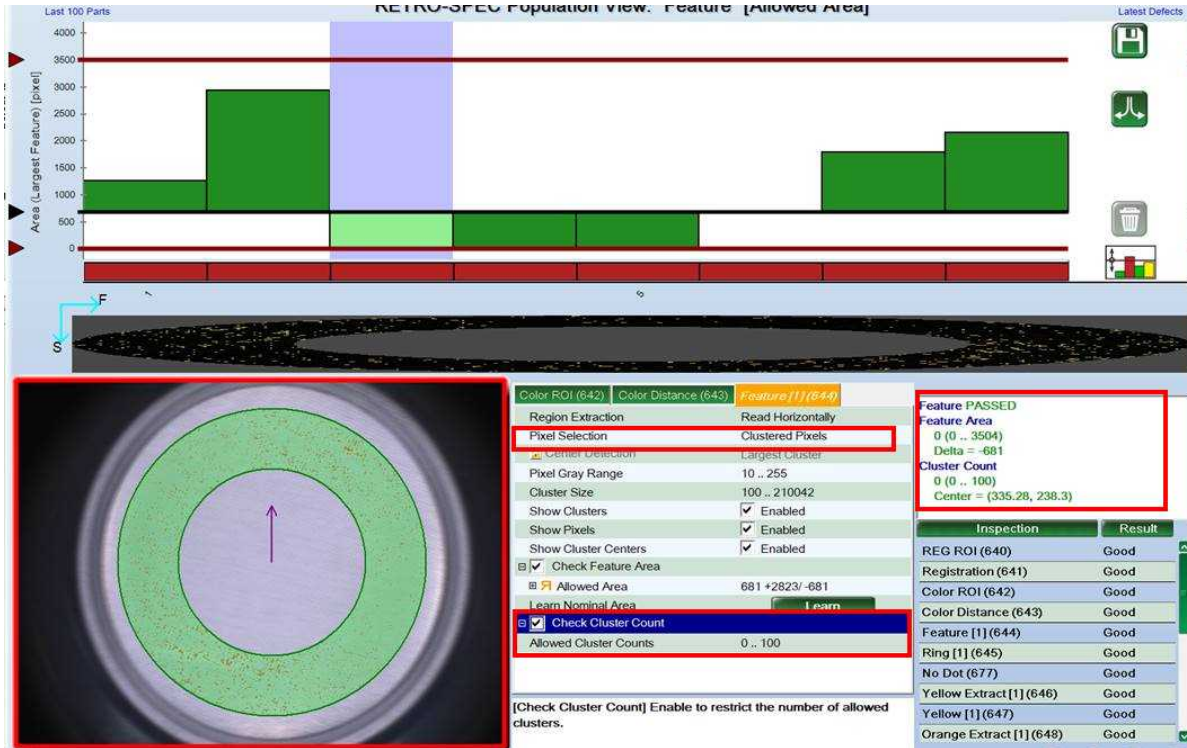 Last 100 Parts
RETRO-SPEC Population View: Feature [Allowed Area]
Latest Defects
Area (Largest Feature) [pixel]
4000
3500
3000
2500
2000
1500
1000
500
0
1
5
F
S
Color ROI (642) Color Distance (643) Feature [1] (644)
Region Extraction Read Horizontally
Pixel Selection Clustered Pixels
Center Detection Largest Cluster
Pixel Gray Range 10 .. 255
Cluster Size 100 .. 210042
Show Clusters Enabled
Show Pixels Enabled
Show Cluster Centers Enabled
Check Feature Area
Allowed Area 681 +2823/ -681
Learn Nominal Area Learn
Check Cluster Count
Allowed Cluster Counts 0 .. 100
[Check Cluster Count] Enable to restrict the number of allowed
clusters.
Feature PASSED
Feature Area
0 (0 .. 3504)
Delta = -681
Cluster Count
0 (0 .. 100)
Center = (335.28, 238.3)
Inspection Result
REG ROI (640) Good
Registration (641) Good
Color ROI (642) Good
Color Distance (643) Good
Feature [1] (644) Good
Ring [1] (645) Good
No Dot (677) Good
Yellow Extract [1] (646) Good
Yellow [1] (647) Good
Orange Extract [1] (648) Good